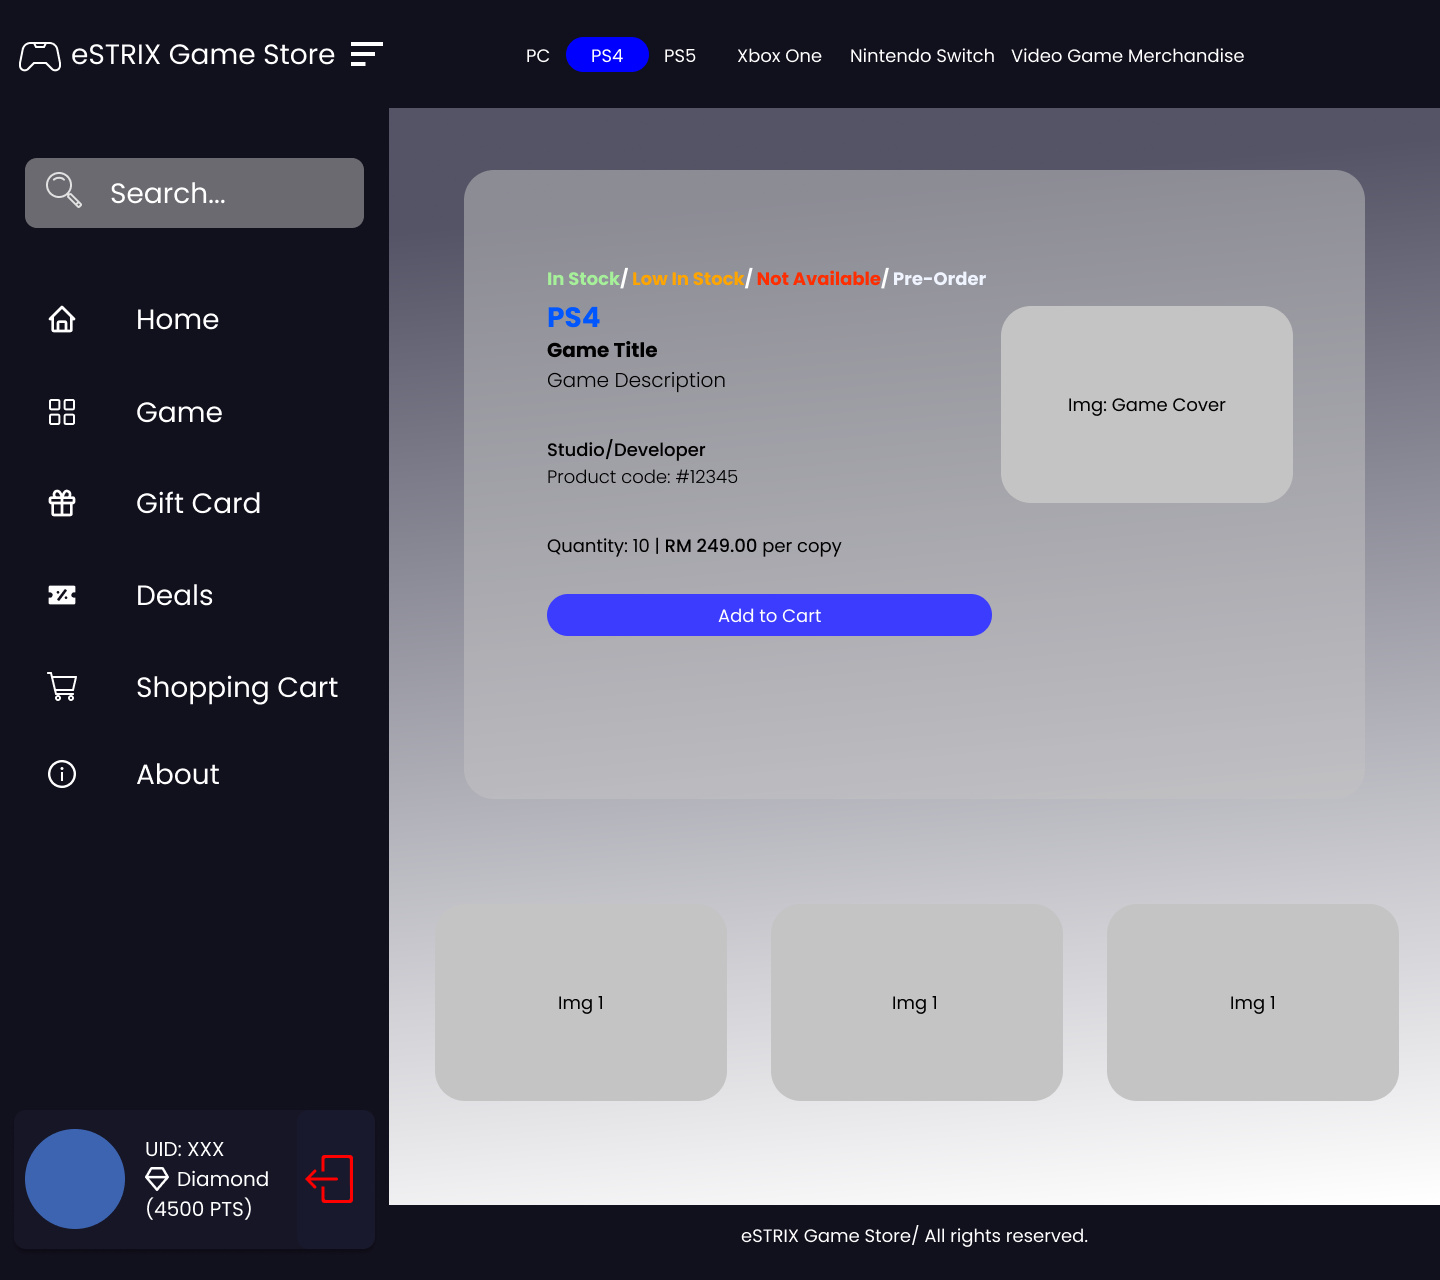 eSTRIX Game Store
PC PS4 PS5 Xbox One Nintendo Switch Video Game Merchandise
Search...
Home
Game
Gift Card
Deals
Shopping Cart
About
UID: XXX
Diamond
(4500 PTS)
In Stock/ Low In Stock/ Not Available/ Pre-Order
PS4
Game Title
Game Description
Studio/Developer
Product code: #12345
Quantity: 10 | RM 249.00 per copy
Add to Cart
Img: Game Cover
Img 1
Img 1
Img 1
eSTRIX Game Store/ All rights reserved.